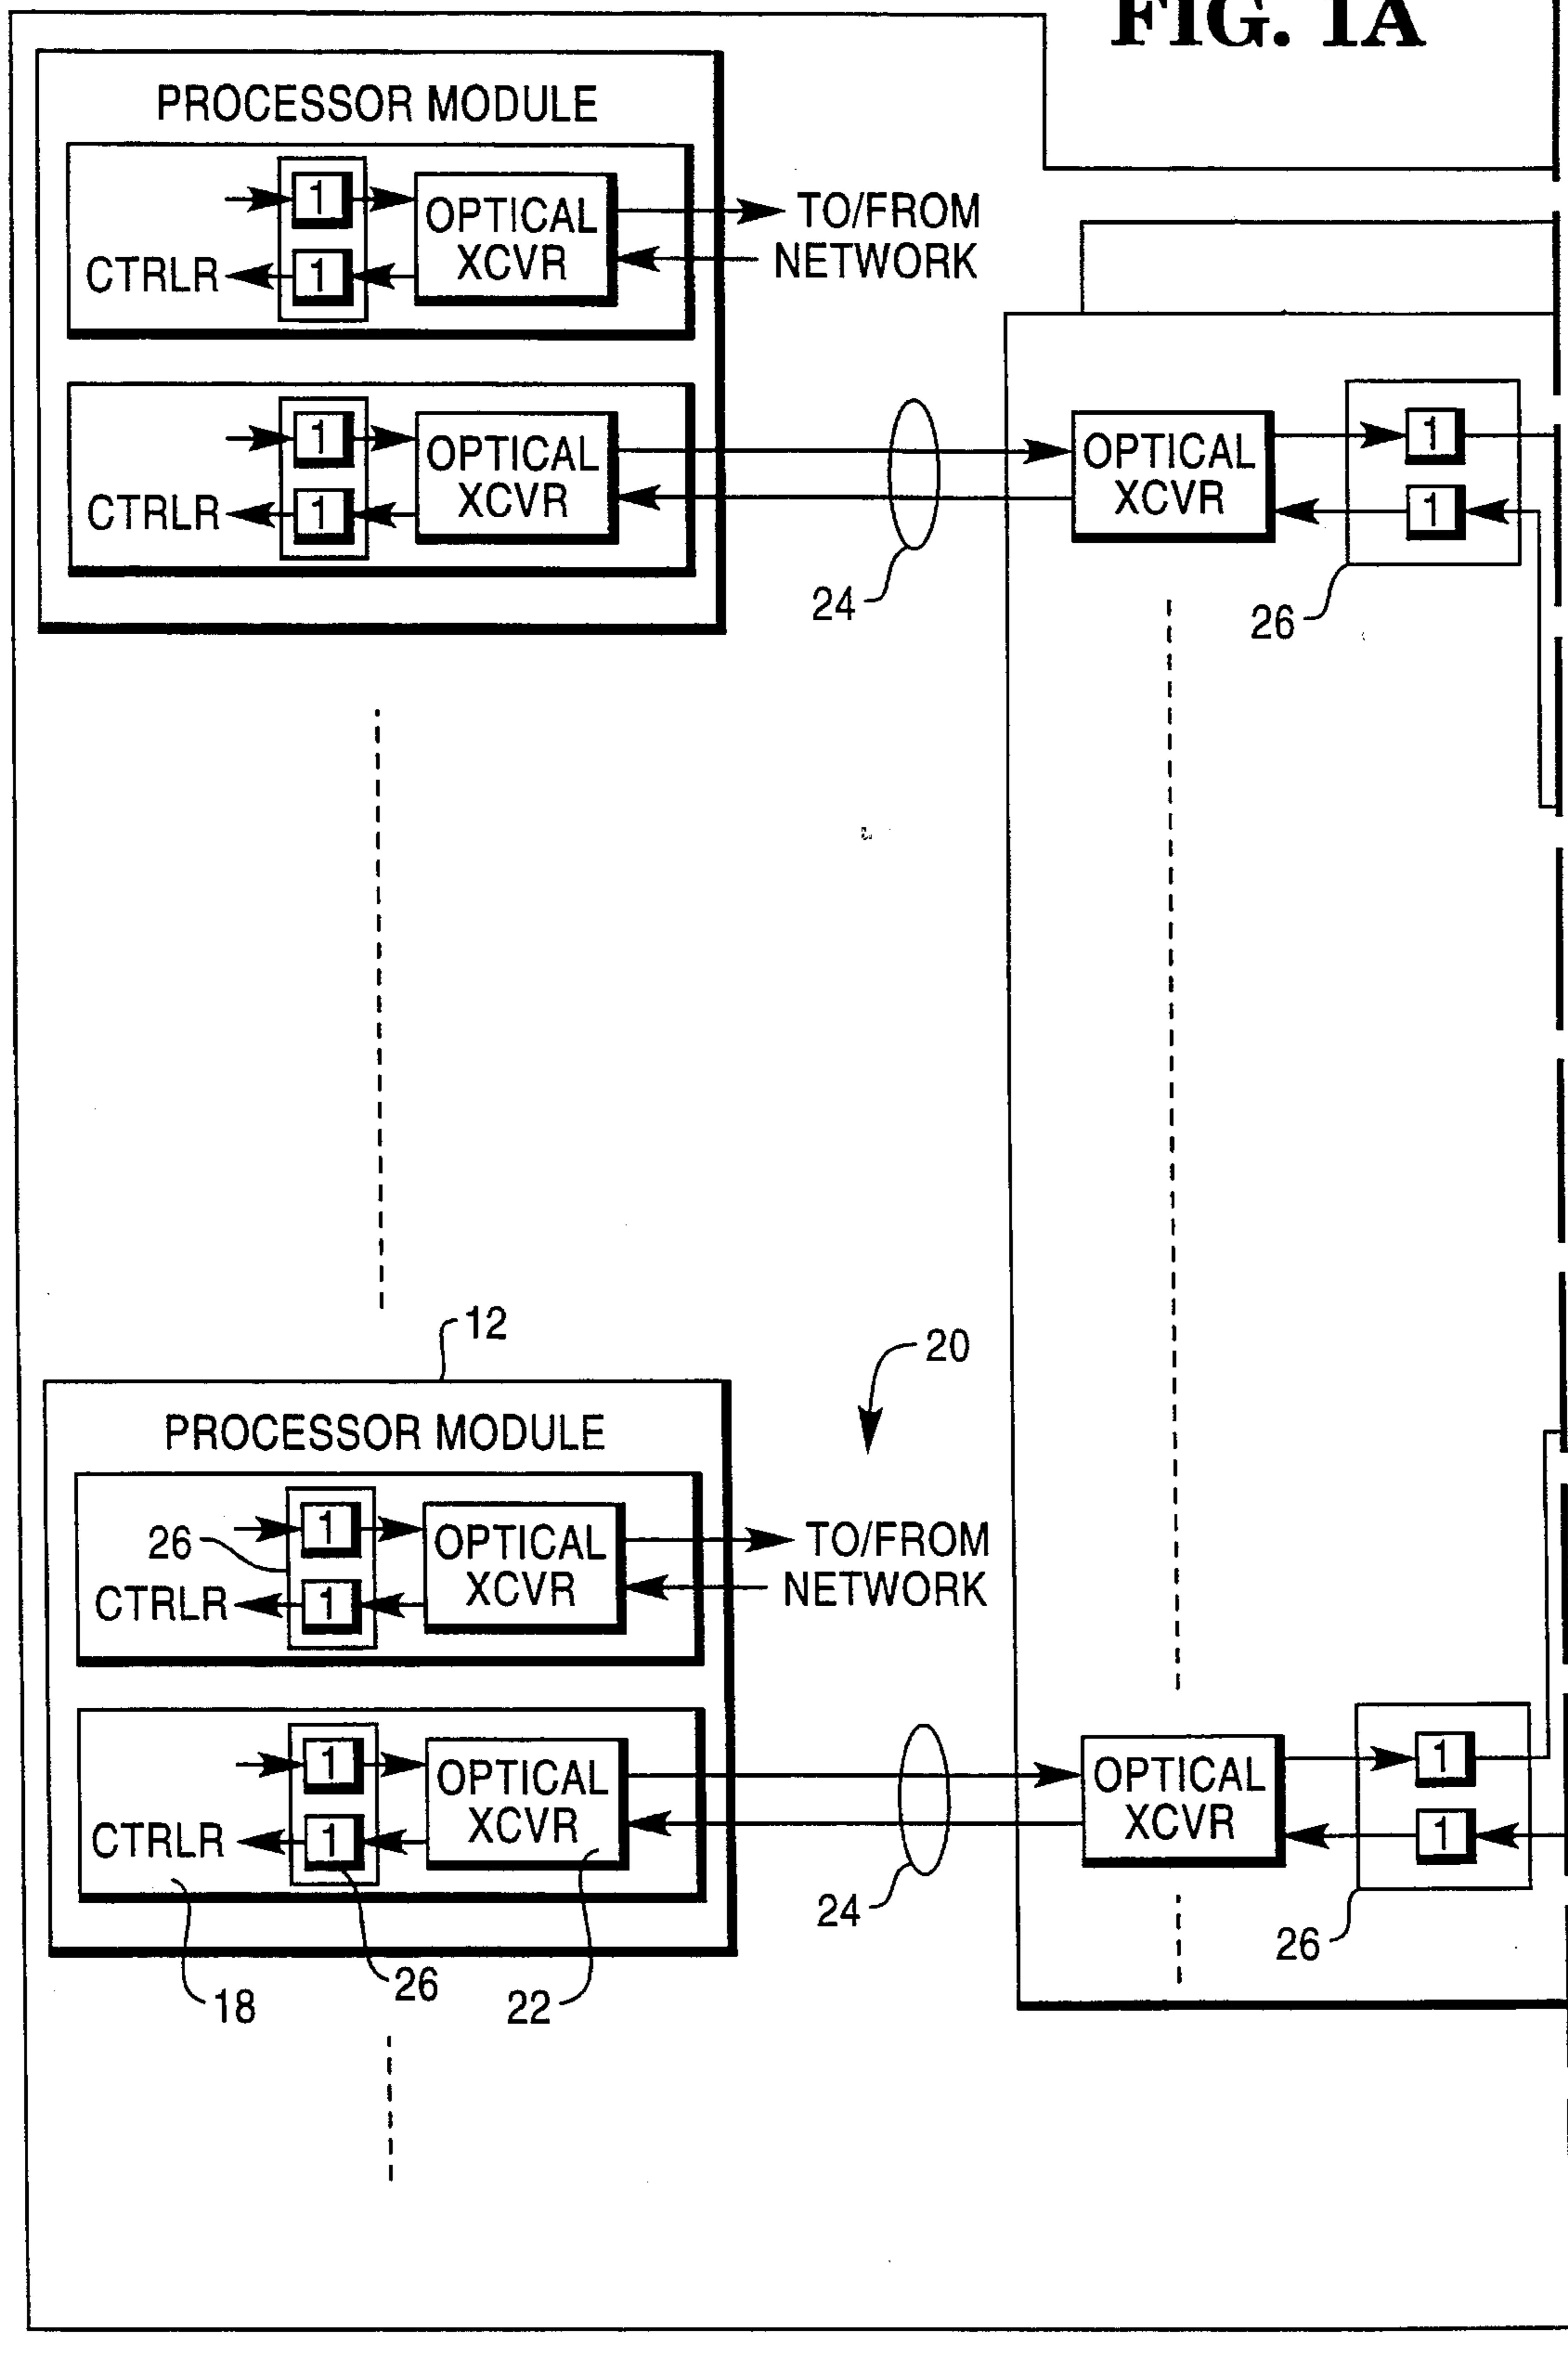 FIG. 1A
PROCESSOR MODULE
1
OPTICAL
XCVR
CTRLR
1
TO/FROM
NETWORK
1
OPTICAL
XCVR
CTRLR
1
24
OPTICAL
XCVR
1
1
26
12
20
PROCESSOR MODULE
26
1
OPTICAL
XCVR
CTRLR
1
TO/FROM
NETWORK
1
OPTICAL
XCVR
CTRLR
1
18
26
22
24
OPTICAL
XCVR
1
1
26